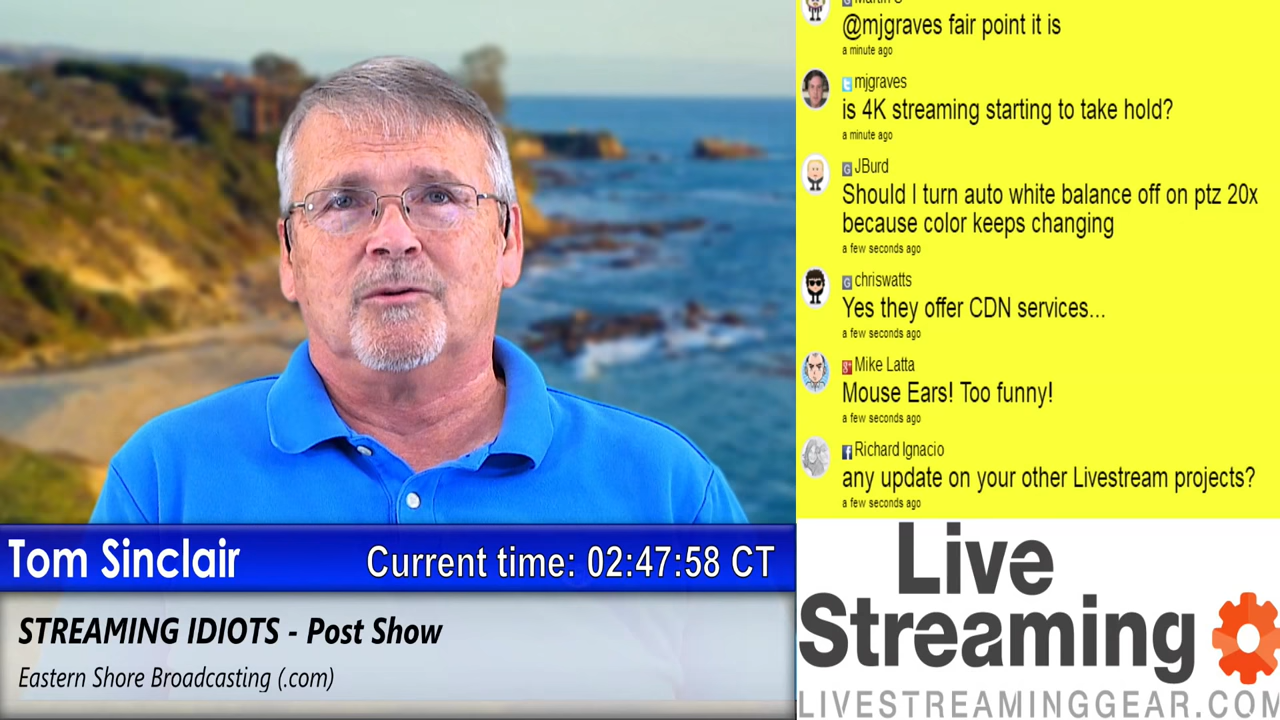 Martin S
@mjgraves fair point it is
a minute ago
mjgraves
is 4K streaming starting to take hold?
a minute ago
JBurd
Should I turn auto white balance off on ptz 20x
because color keeps changing
a few seconds ago
chriswatts
Yes they offer CDN services...
a few seconds ago
Mike Latta
Mouse Ears! Too funny!
a few seconds ago
Richard Ignacio
any update on your other Livestream projects?
a few seconds ago
Tom Sinclair
Current time: 02:47:58 CT
STREAMING IDIOTS - Post Show
Eastern Shore Broadcasting (.com)
Live
Streaming
LIVESTREAMINGGEAR.COM